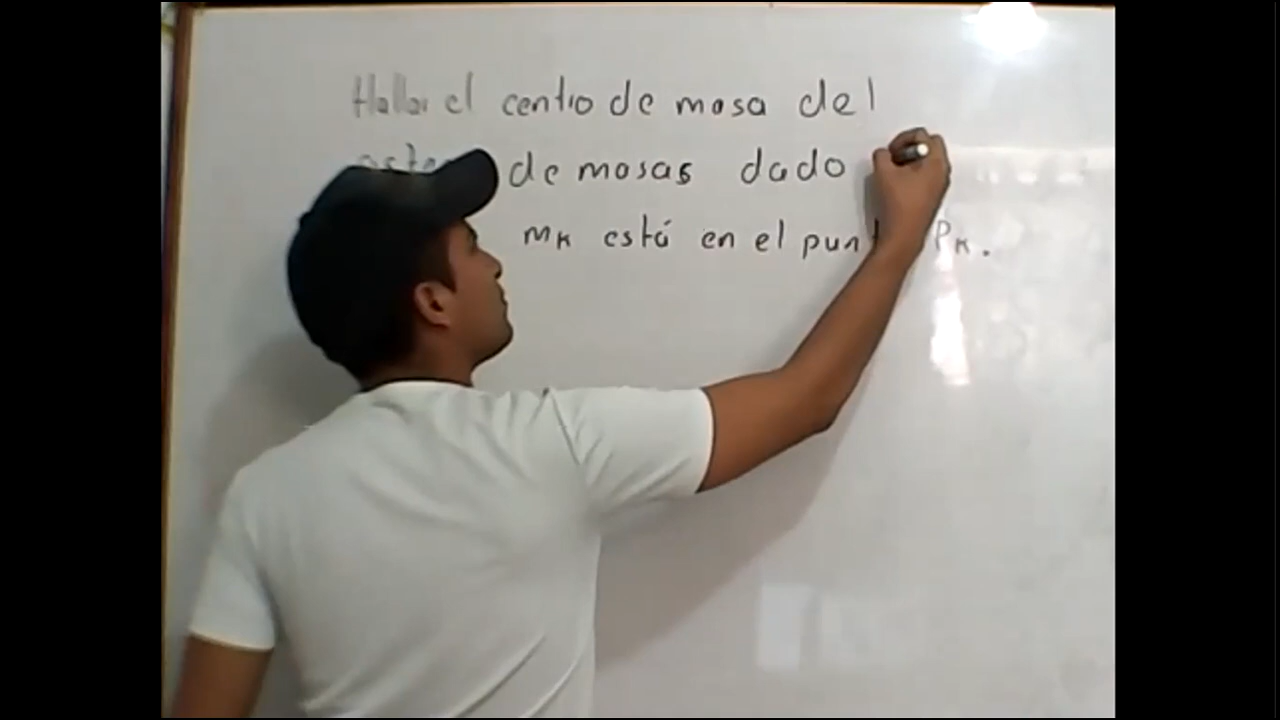 Hallar el centro de masa del
de masas dado
mₖ está en el punt Pₖ.